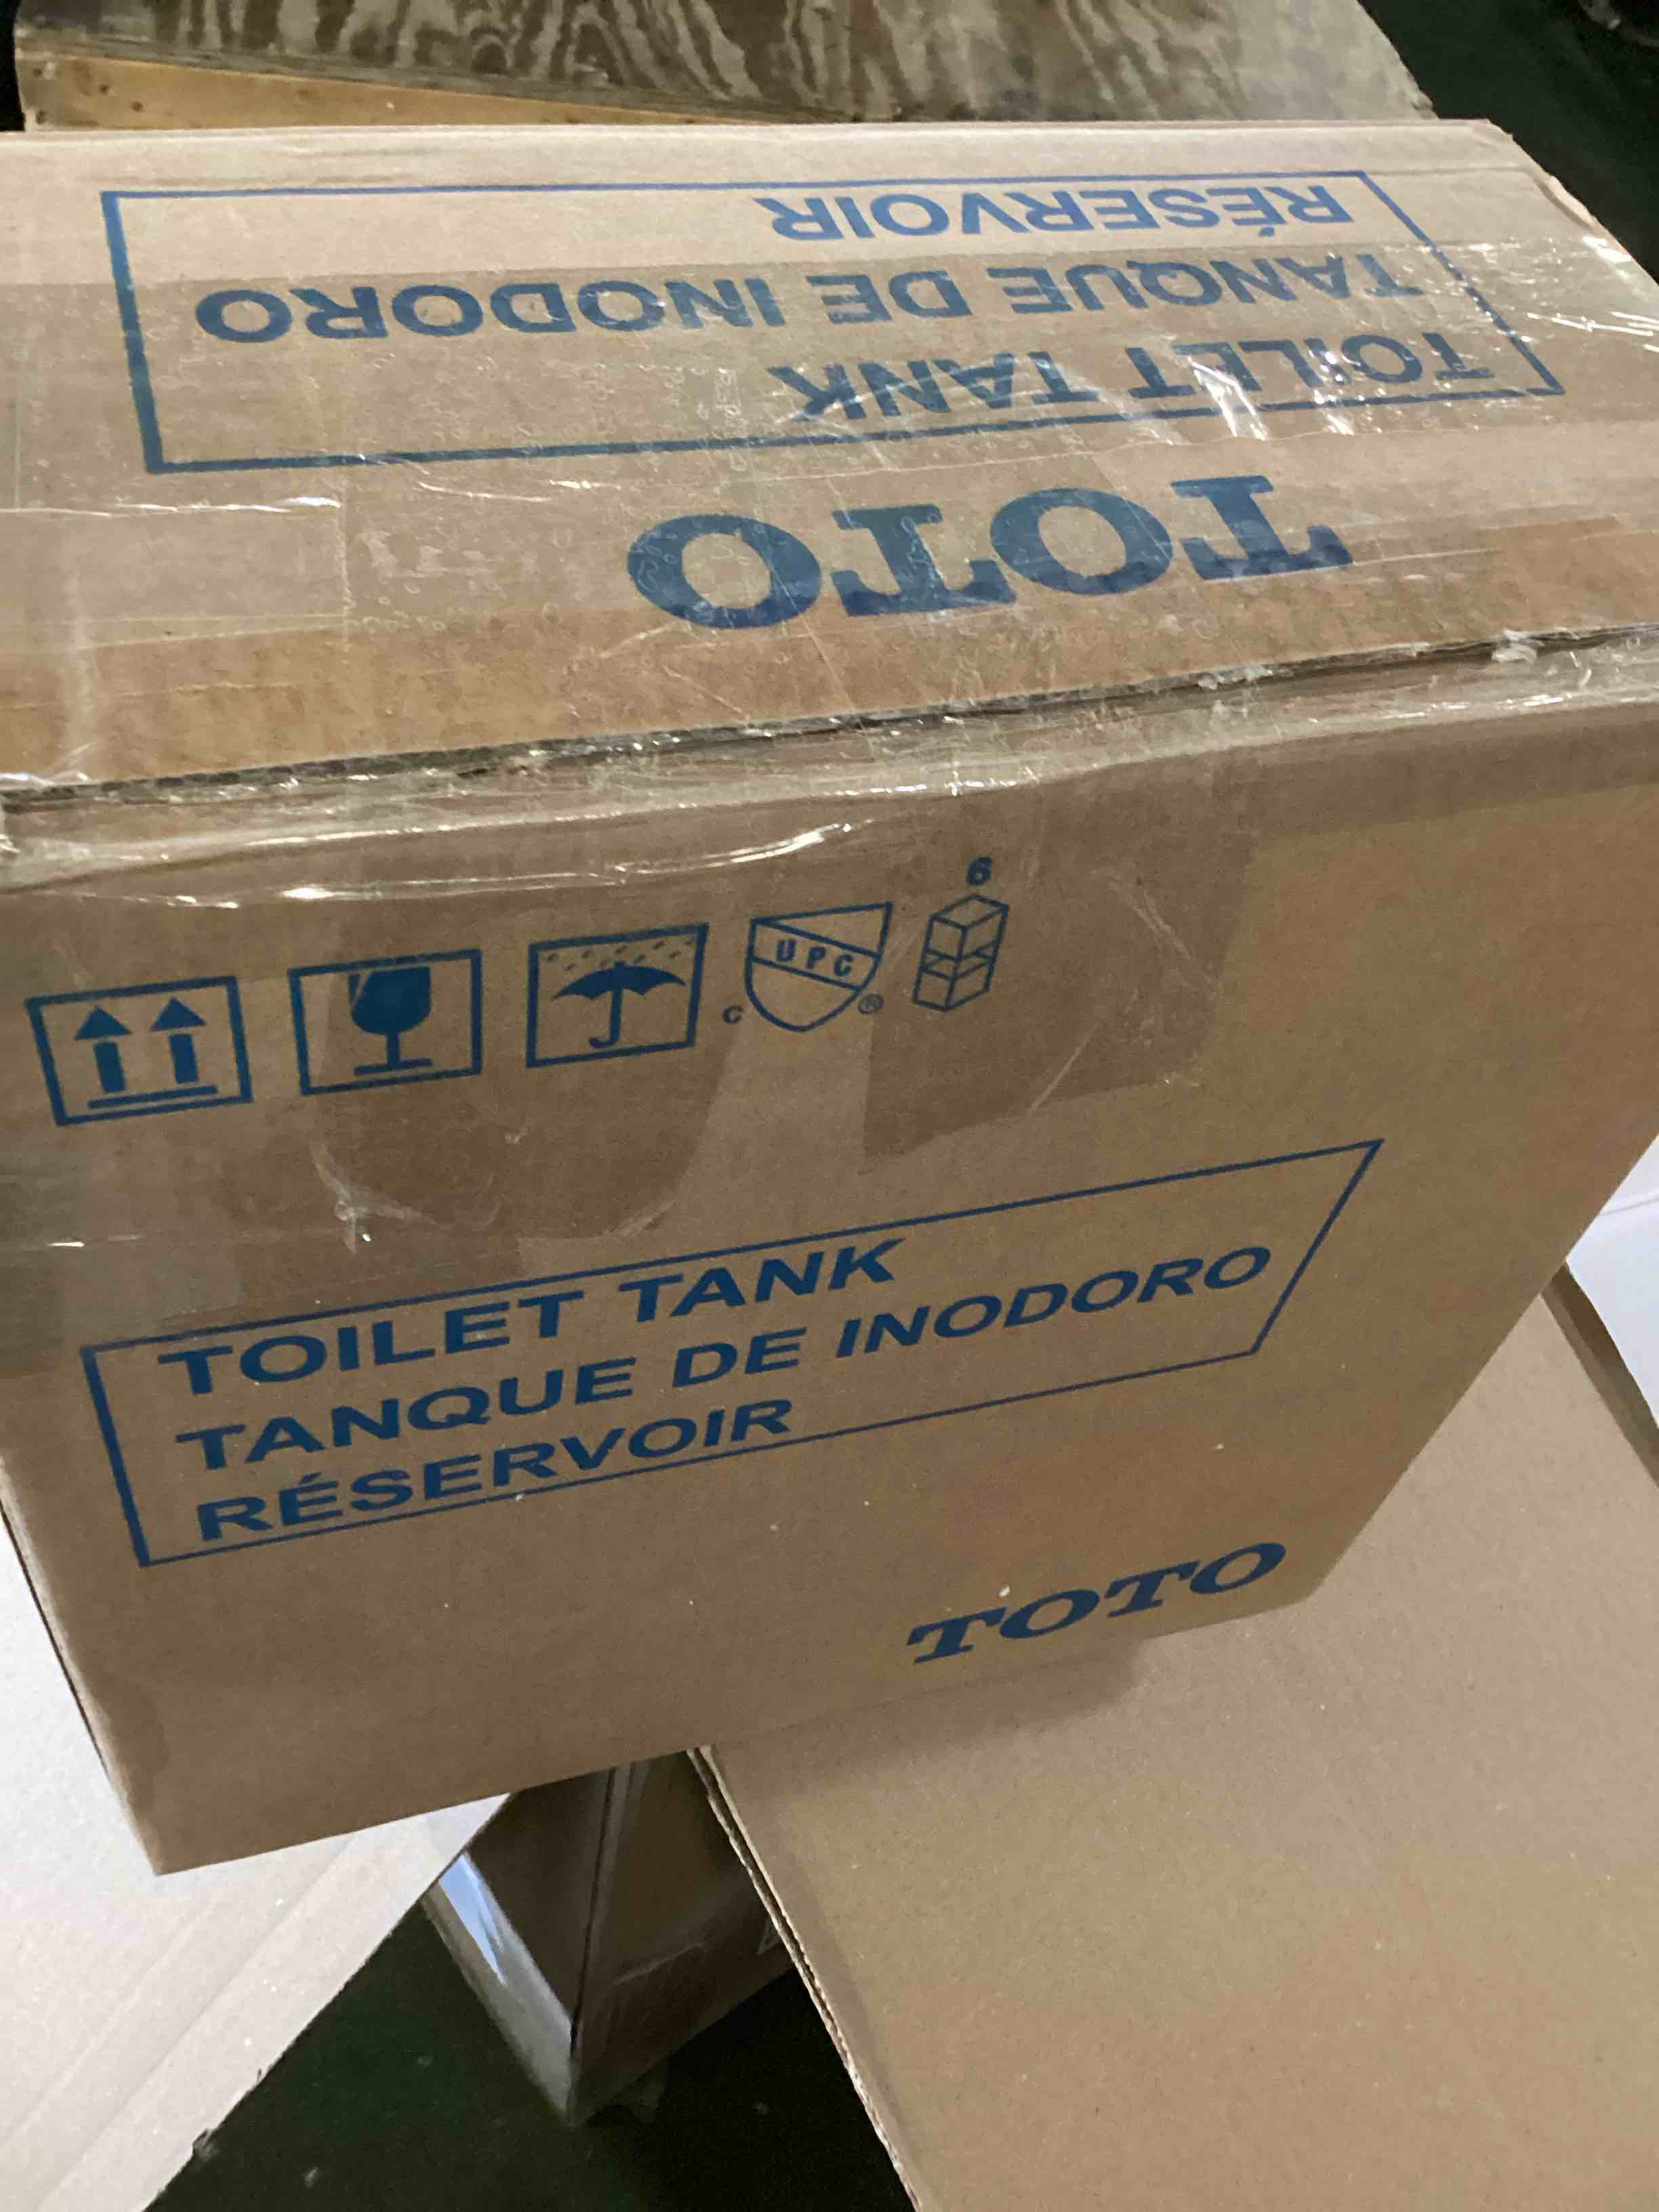 RÉSERVOIR
TANQUE DE INODORO
TOILET TANK
TOTO
6
c UPC ®
TOILET TANK
TANQUE DE INODORO
RÉSERVOIR
TOTO